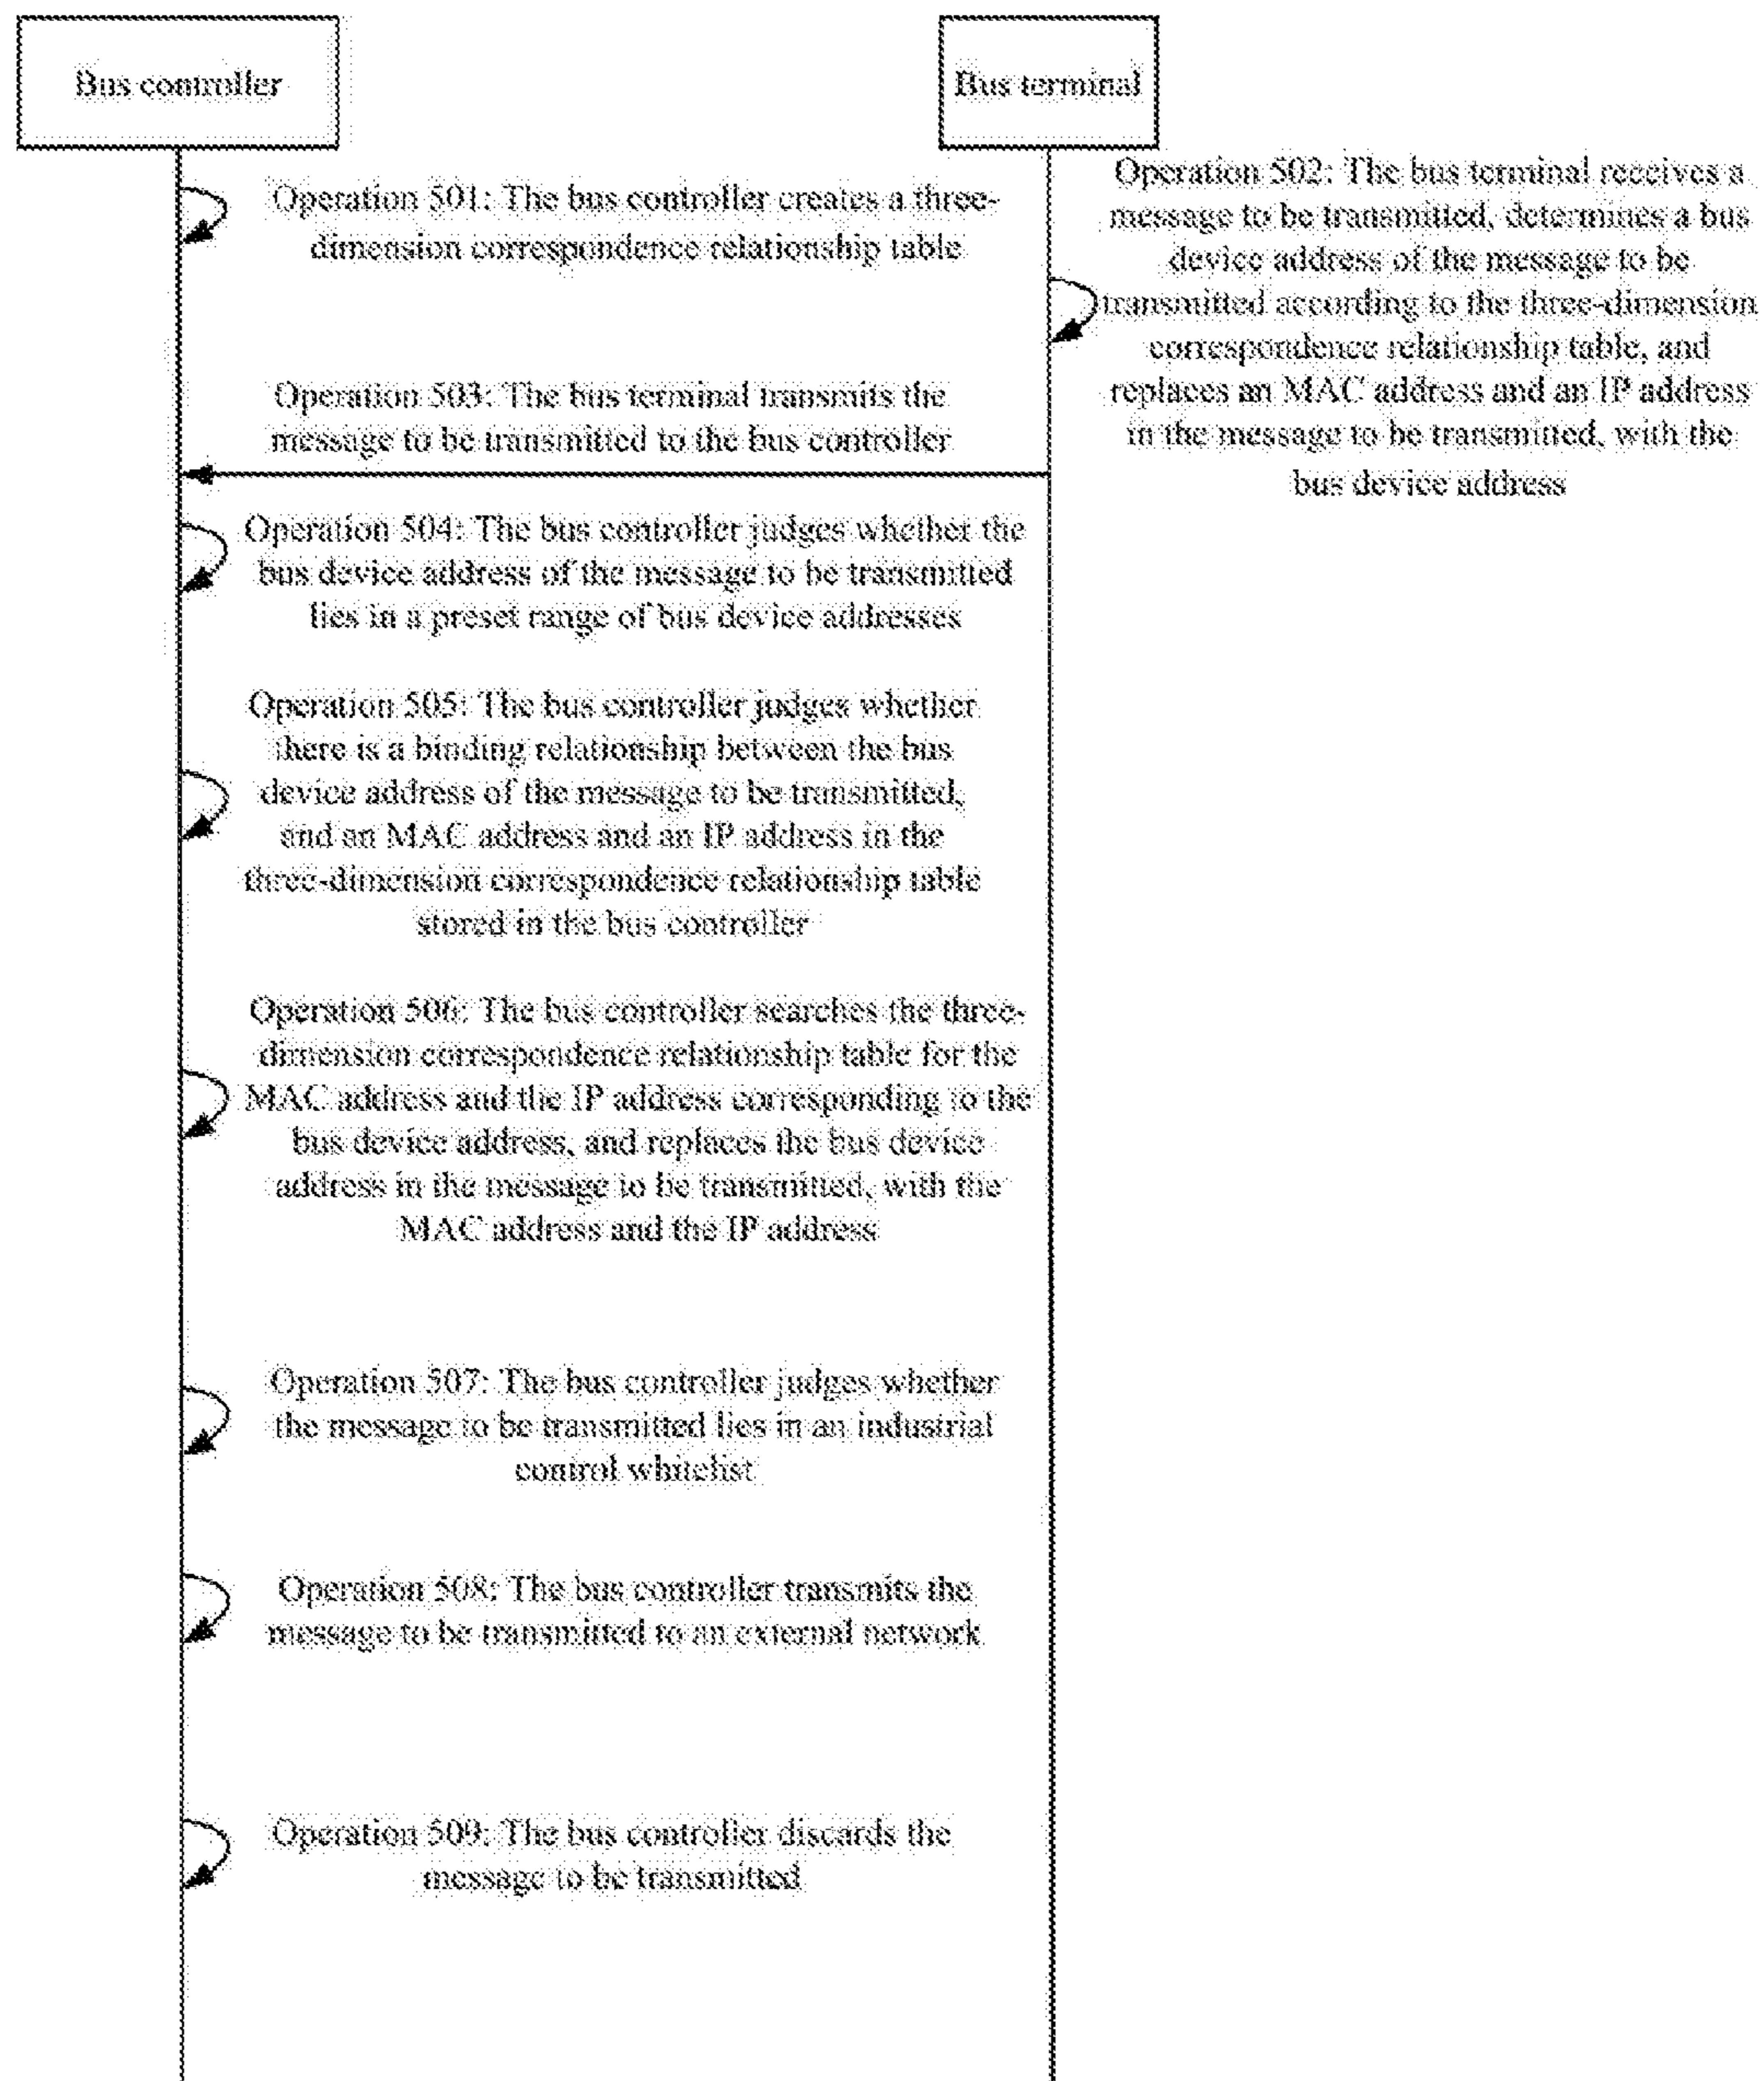 Bus controller
Bus terminal
Operation 501: The bus controller creates a three-
dimension correspondence relationship table
Operation 502: The bus terminal receives a
message to be transmitted, determines a bus
device address of the message to be
transmitted according to the three-dimension
correspondence relationship table, and
replaces an MAC address and an IP address
in the message to be transmitted, with the
bus device address
Operation 503: The bus terminal transmits the
message to be transmitted to the bus controller
Operation 504: The bus controller judges whether the
bus device address of the message to be transmitted
lies in a preset range of bus device addresses
Operation 505: The bus controller judges whether
there is a binding relationship between the bus
device address of the message to be transmitted,
and an MAC address and an IP address in the
three-dimension correspondence relationship table
stored in the bus controller
Operation 506: The bus controller searches the three-
dimension correspondence relationship table for the
MAC address and the IP address corresponding to the
bus device address, and replaces the bus device
address in the message to be transmitted, with the
MAC address and the IP address
Operation 507: The bus controller judges whether
the message to be transmitted lies in an industrial
control whitelist
Operation 508: The bus controller transmits the
message to be transmitted to an external network
Operation 509: The bus controller discards the
message to be transmitted